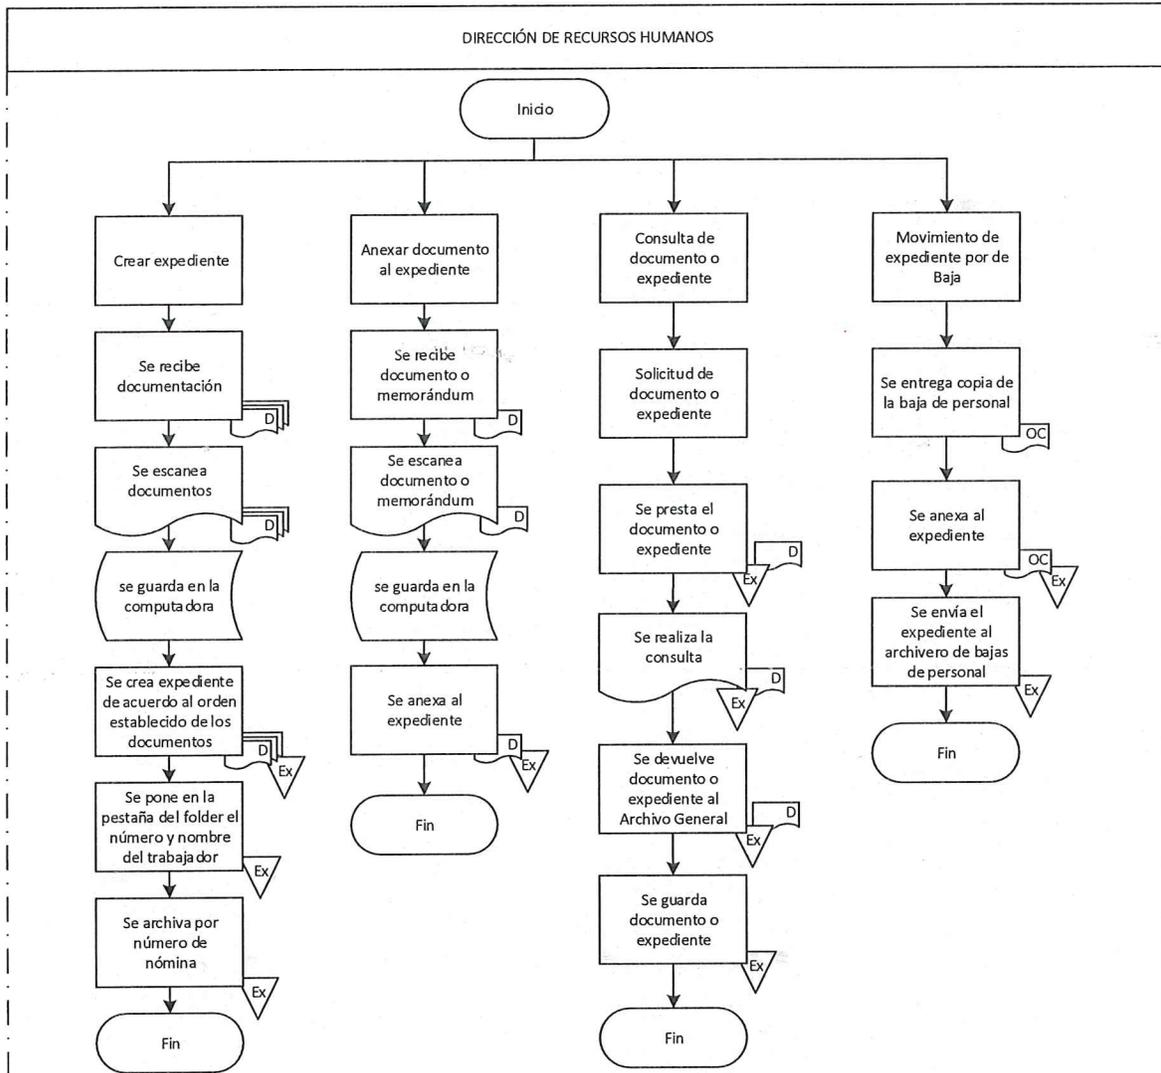 DIRECCIÓN DE RECURSOS HUMANOS
Inicio
Crear expediente
Se recibe
documentación
D
Se escanea
documentos
D
se guarda en la
computadora
Se crea expediente
de acuerdo al orden
establecido de los
documentos
D
Ex
Se pone en la
pestaña del folder el
número y nombre
del trabajador
Ex
Se archiva por
número de
nómina
Ex
Fin
Anexar documento
al expediente
Se recibe
documento o
memorándum
D
Se escanea
documento o
memorándum
D
se guarda en la
computadora
Se anexa al
expediente
D
Ex
Fin
Consulta de
documento o
expediente
Solicitud de
documento o
expediente
Se presta el
documento o
expediente
D
Ex
Se realiza la
consulta
D
Ex
Se devuelve
documento o
expediente al
Archivo General
D
Ex
Se guarda
documento o
expediente
Ex
Fin
Movimiento de
expediente por de
Baja
Se entrega copia de
la baja de personal
OC
Se anexa al
expediente
OC
Ex
Se envía el
expediente al
archivero de bajas
de personal
Ex
Fin